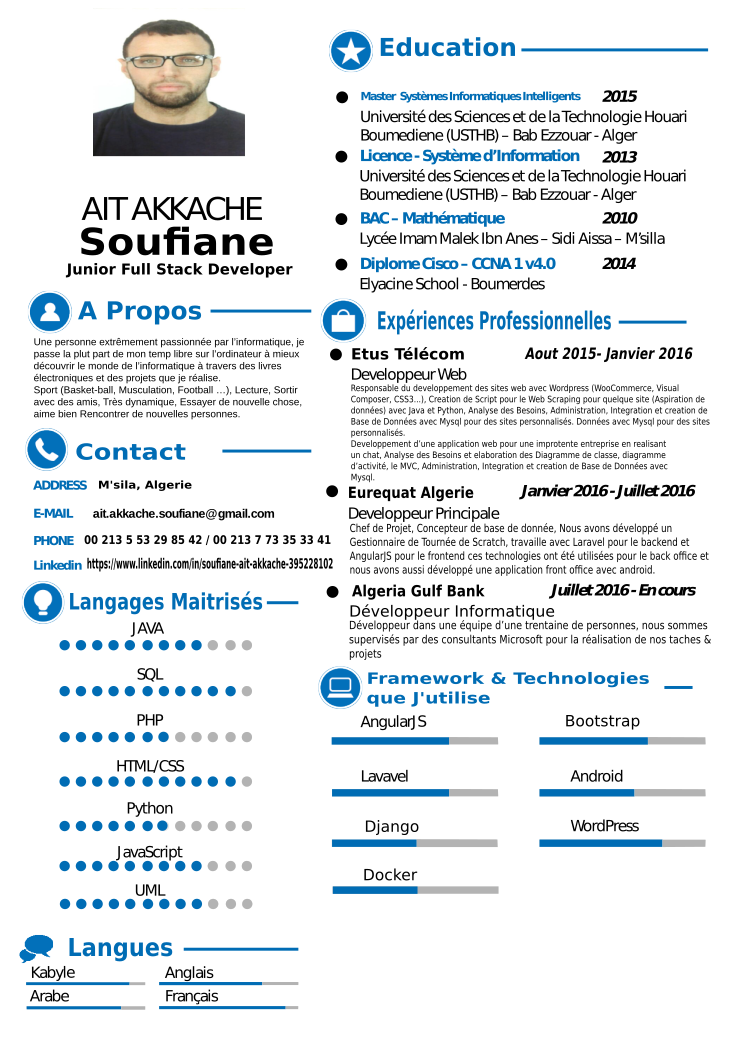 AIT AKKACHE
Soufiane
Junior Full Stack Developer
A Propos
Une personne extrêmement passionnée par l'informatique, je
passe la plut part de mon temp libre sur l'ordinateur à mieux
découvrir le monde de l'informatique à travers des livres
électroniques et des projets que je réalise.
Sport (Basket-ball, Musculation, Football …), Lecture, Sortir
avec des amis, Très dynamique, Essayer de nouvelle chose,
aime bien Rencontrer de nouvelles personnes.
Contact
ADDRESS M'sila, Algerie
E-MAIL ait.akkache.soufiane@gmail.com
PHONE 00 213 5 53 29 85 42 / 00 213 7 73 35 33 41
Linkedin https://www.linkedin.com/in/soufiane-ait-akkache-395228102
Langages Maitrisés
JAVA
SQL
PHP
HTML/CSS
Python
JavaScript
UML
Langues
Kabyle Anglais
Arabe Français
Education
Master Systèmes Informatiques Intelligents 2015
Université des Sciences et de la Technologie Houari
Boumediene (USTHB) – Bab Ezzouar - Alger
Licence - Système d'Information 2013
Université des Sciences et de la Technologie Houari
Boumediene (USTHB) – Bab Ezzouar - Alger
BAC – Mathématique 2010
Lycée Imam Malek Ibn Anes – Sidi Aissa – M'silla
Diplome Cisco – CCNA 1 v4.0 2014
Elyacine School - Boumerdes
Expériences Professionnelles
Etus Télécom Aout 2015- Janvier 2016
Developpeur Web
Responsable du developpement des sites web avec Wordpress (WooCommerce, Visual
Composer, CSS3...), Creation de Script pour le Web Scraping pour quelque site (Aspiration de
données) avec Java et Python, Analyse des Besoins, Administration, Integration et creation de
Base de Données avec Mysql pour des sites personnalisés. Données avec Mysql pour des sites
personnalisés.
Developpement d'une application web pour une improtente entreprise en realisant
un chat, Analyse des Besoins et elaboration des Diagramme de classe, diagramme
d'activité, le MVC, Administration, Integration et creation de Base de Données avec
Mysql.
Eurequat Algerie Janvier 2016 - Juillet 2016
Developpeur Principale
Chef de Projet, Concepteur de base de donnée, Nous avons développé un
Gestionnaire de Tournée de Scratch, travaille avec Laravel pour le backend et
AngularJS pour le frontend ces technologies ont été utilisées pour le back office et
nous avons aussi développé une application front office avec android.
Algeria Gulf Bank Juillet 2016 - En cours
Développeur Informatique
Développeur dans une équipe d'une trentaine de personnes, nous sommes
supervisés par des consultants Microsoft pour la réalisation de nos taches &
projets
Framework & Technologies
que J'utilise
AngularJS Bootstrap
Lavavel Android
Django WordPress
Docker